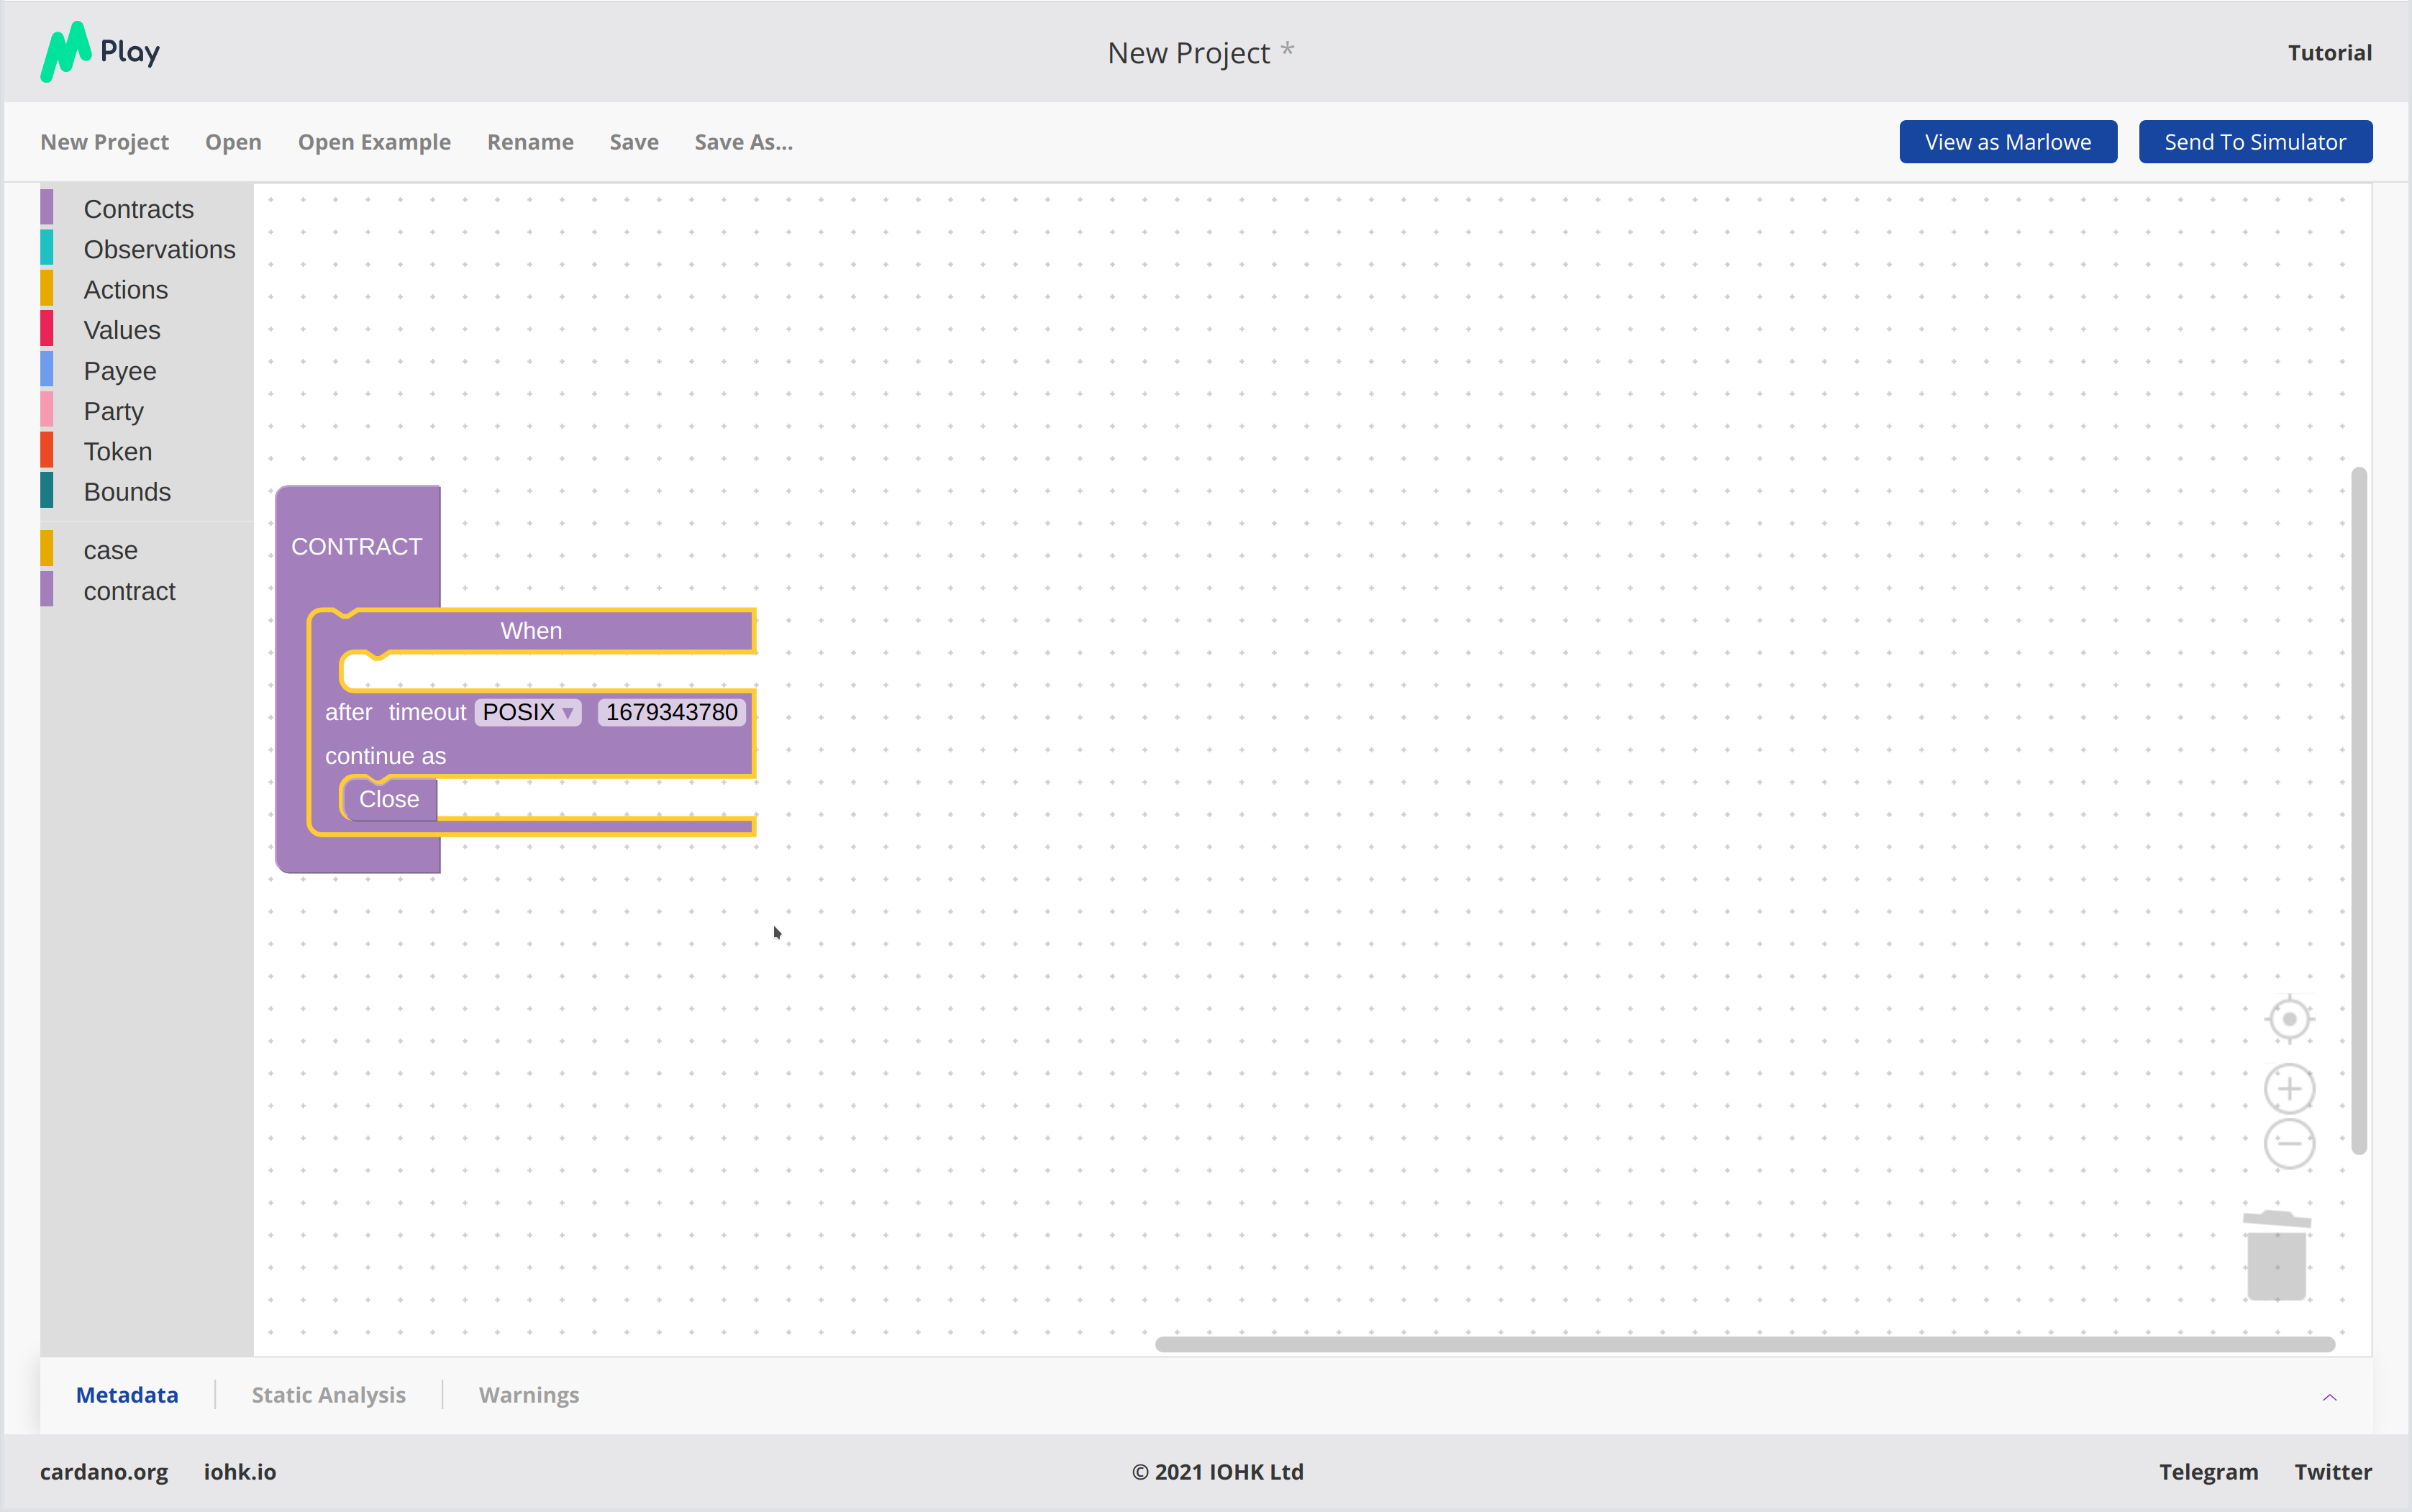 Play
New Project *
Tutorial
New Project Open Open Example Rename Save Save As...
View as Marlowe Send To Simulator
Contracts
Observations
Actions
Values
Payee
Party
Token
Bounds
case
contract
CONTRACT
When
after timeout POSIX 1679343780
continue as
Close
Metadata Static Analysis Warnings
cardano.org iohk.io © 2021 IOHK Ltd Telegram Twitter